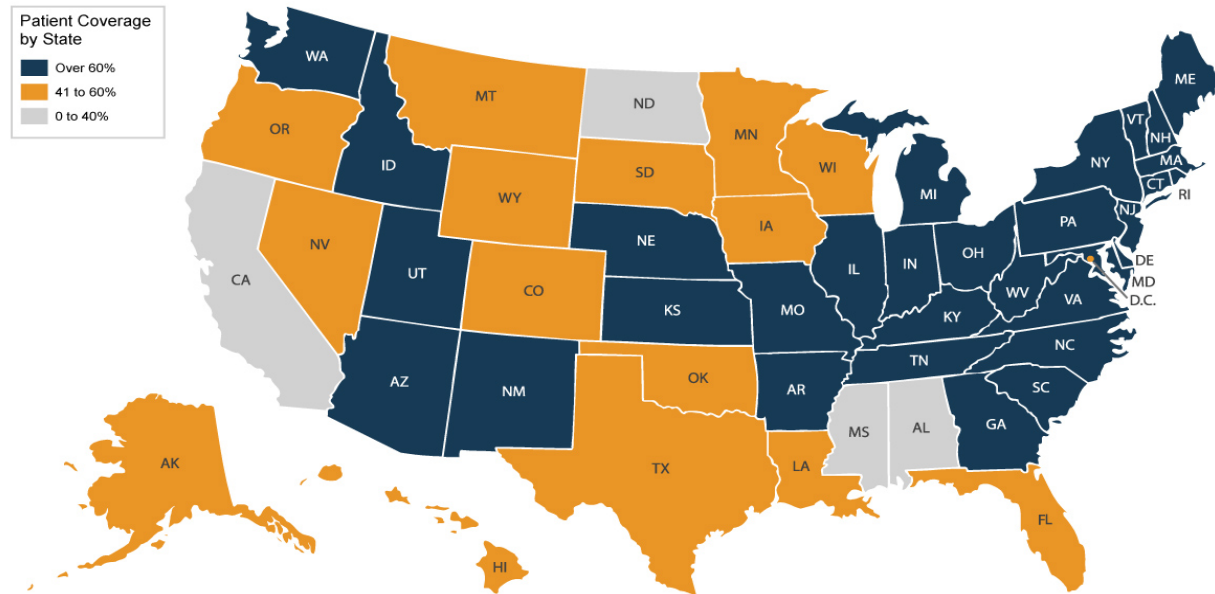 Patient Coverage
by State
Over 60%
41 to 60%
0 to 40%
WA
MT
ND
MN
ME
VT
NH
OR
ID
SD
WI
NY
MA
WY
MI
CT
RI
NE
IA
PA
NJ
NV
UT
CO
IL
IN
OH
DE
CA
KS
MO
WV
VA
MD
D.C.
KY
AZ
NM
OK
AR
TN
NC
SC
MS
AL
GA
AK
TX
LA
FL
HI